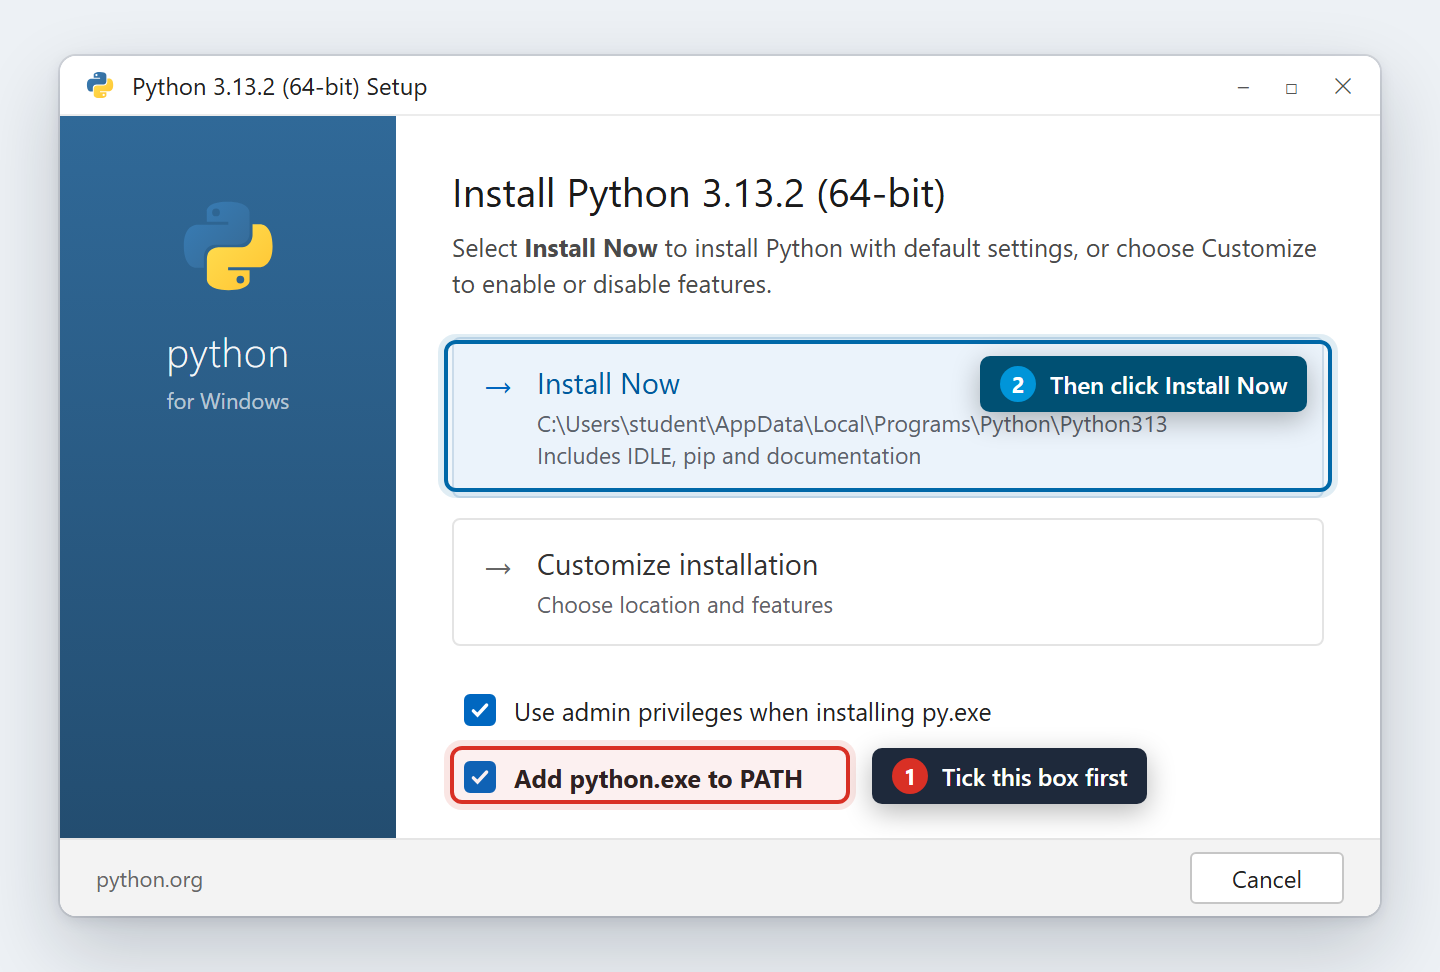 Python 3.13.2 (64-bit) Setup
python
for Windows
Install Python 3.13.2 (64-bit)
Select Install Now to install Python with default settings, or choose Customize
to enable or disable features.
→ Install Now
2 Then click Install Now
C:\Users\student\AppData\Local\Programs\Python\Python313
Includes IDLE, pip and documentation
→ Customize installation
Choose location and features
Use admin privileges when installing py.exe
Add python.exe to PATH
1 Tick this box first
python.org
Cancel